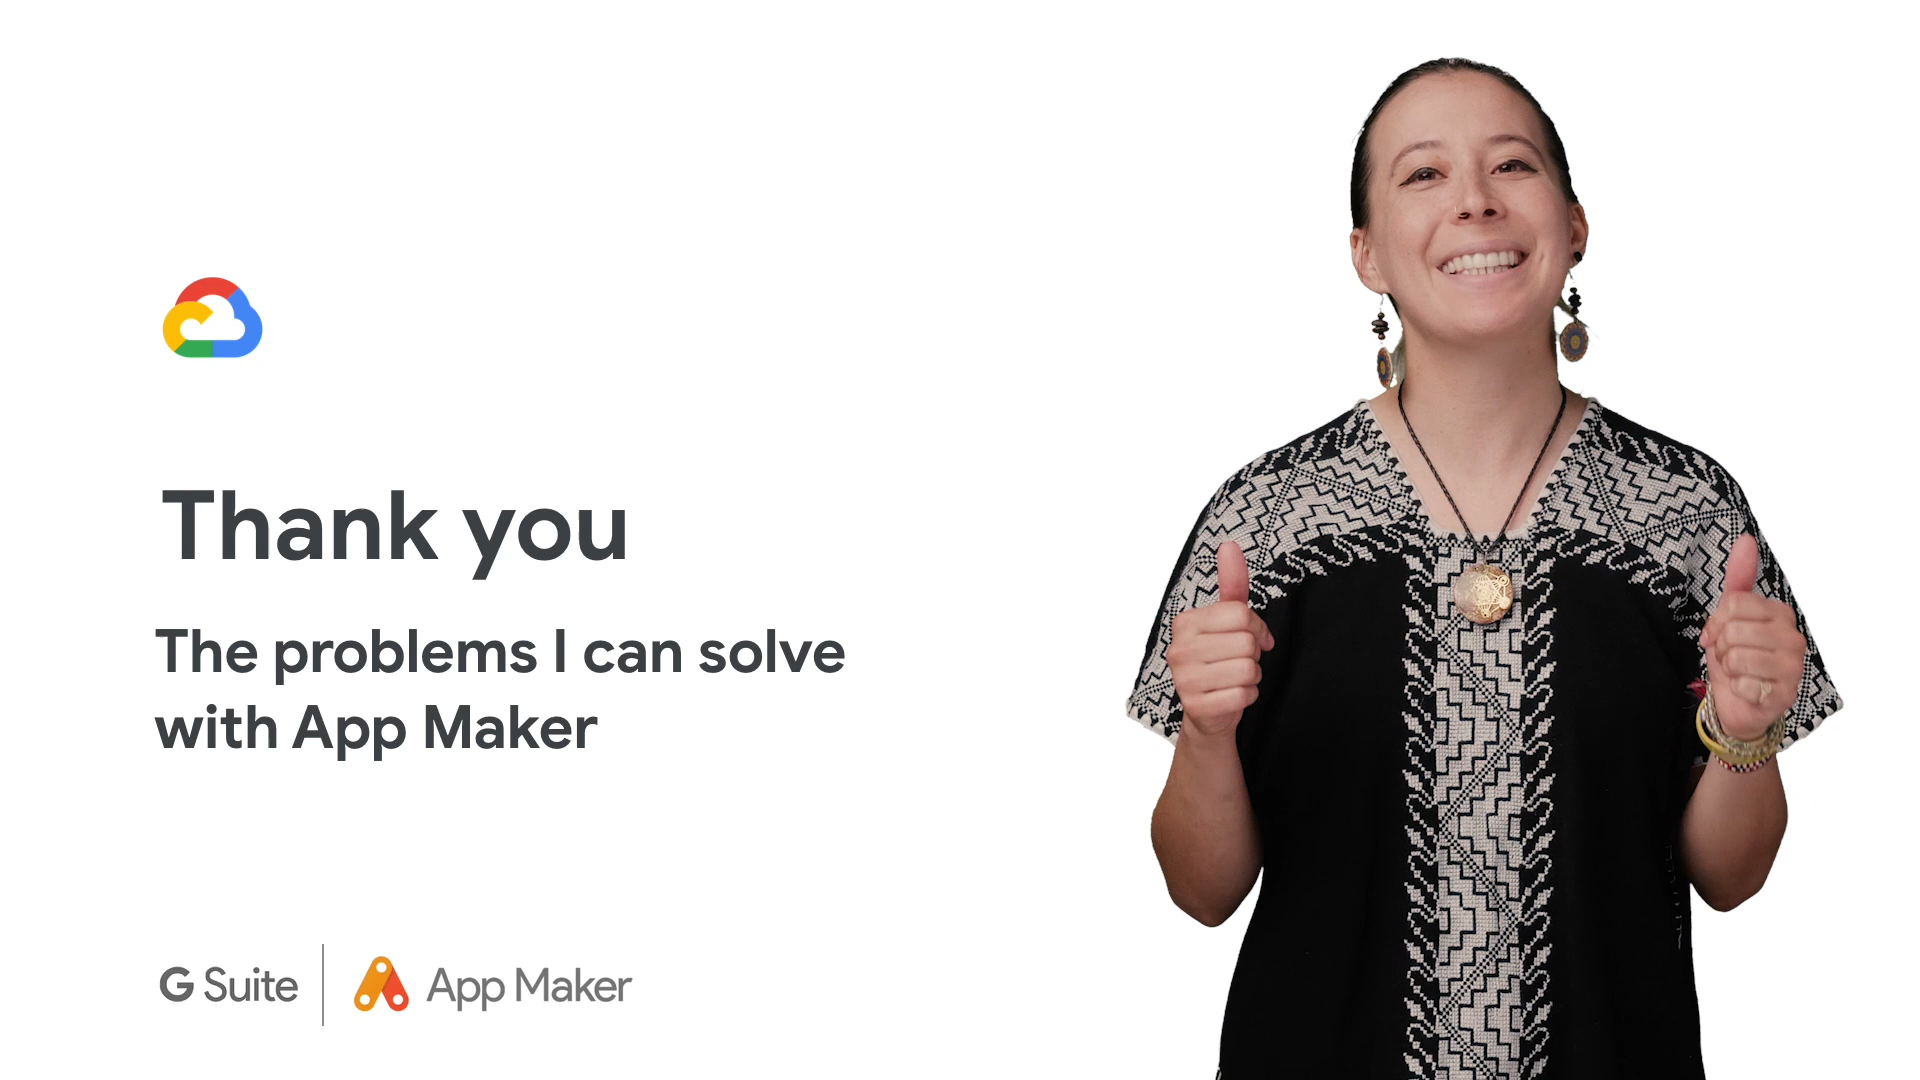 Thank you
The problems I can solve
with App Maker
G Suite
App Maker